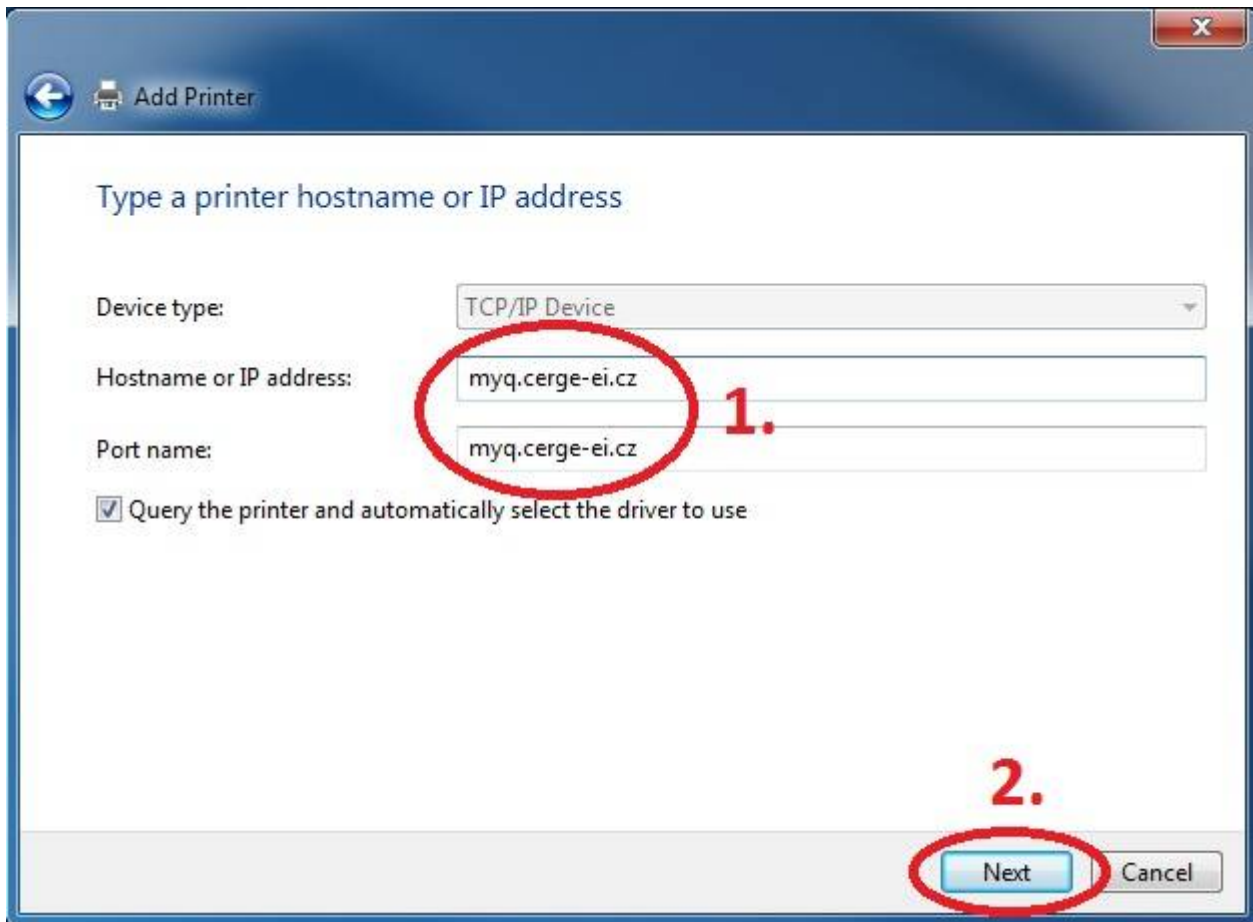 Add Printer
Type a printer hostname or IP address
Device type: TCP/IP Device
Hostname or IP address: myq.cerge-ei.cz
1.
Port name: myq.cerge-ei.cz
Query the printer and automatically select the driver to use
2.
Next Cancel